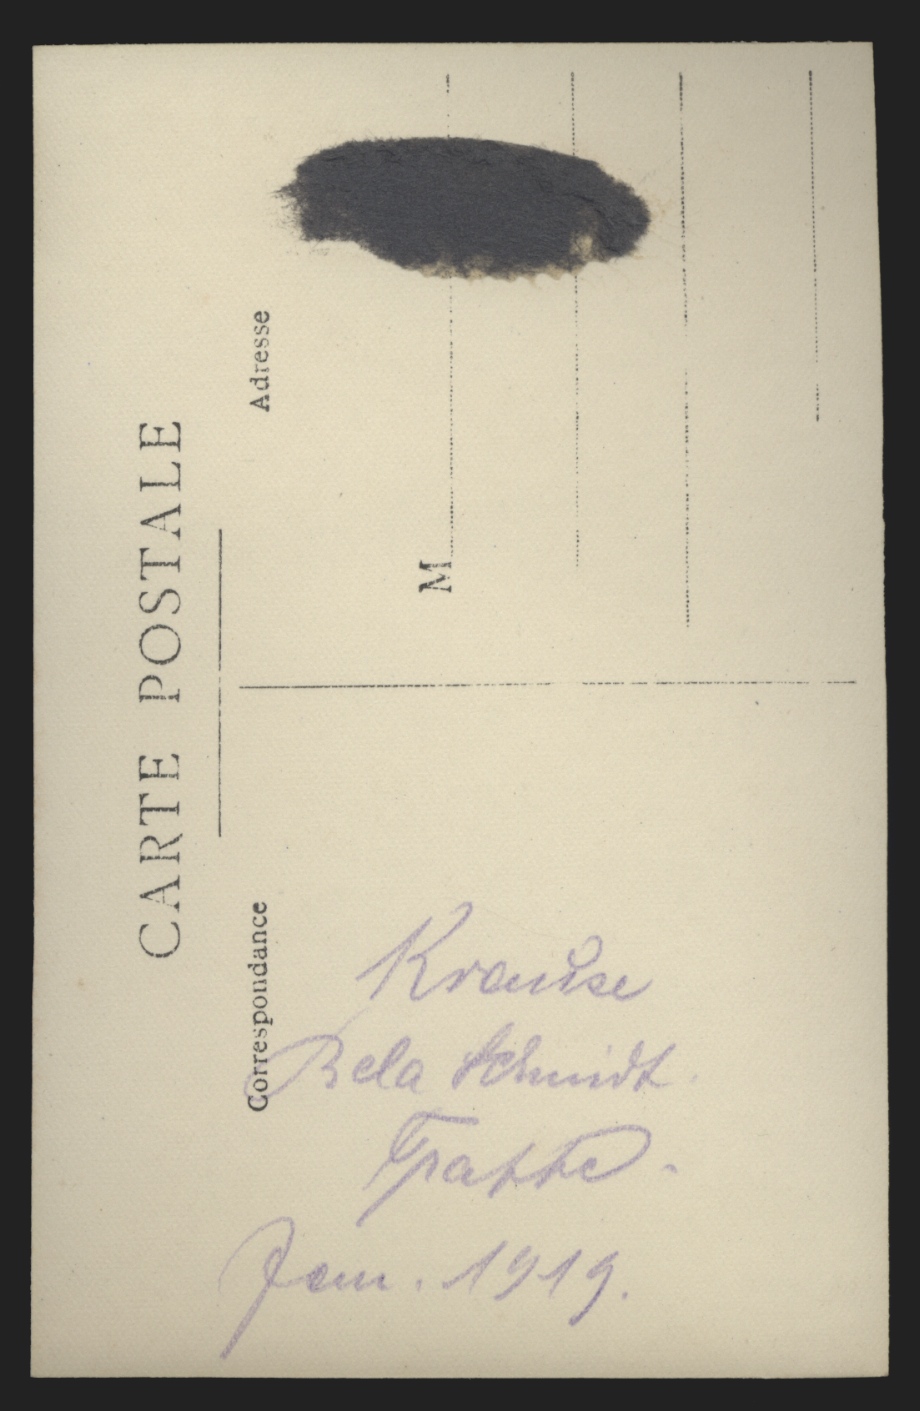 CARTE POSTALE
Correspondance
Adresse
M
Krause
Bela Schmidt.
Jan. 1919.